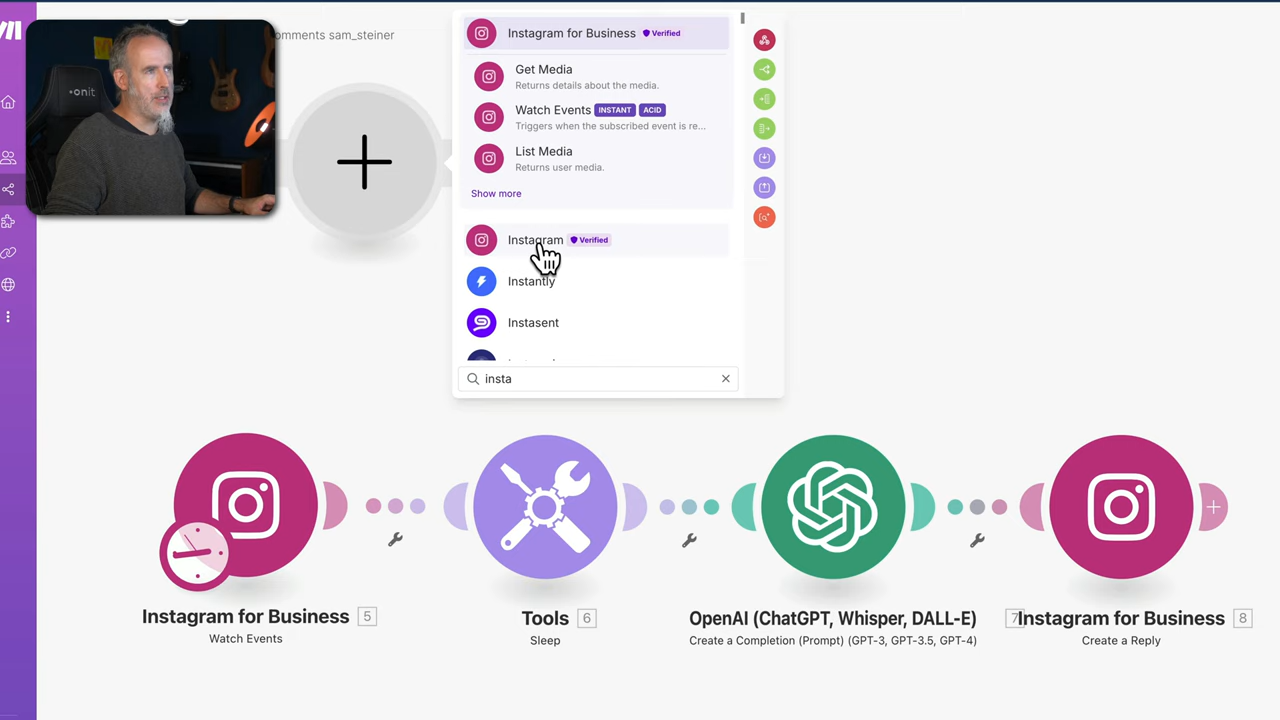 omments sam_steiner
onit
Instagram for Business Verified
Get Media
Returns details about the media.
Watch Events INSTANT ACID
Triggers when the subscribed event is re...
List Media
Returns user media.
Show more
Instagram Verified
Instantly
Instasent
insta
Instagram for Business 5
Watch Events
Tools 6
Sleep
OpenAI (ChatGPT, Whisper, DALL-E) 7
Create a Completion (Prompt) (GPT-3, GPT-3.5, GPT-4)
Instagram for Business 8
Create a Reply